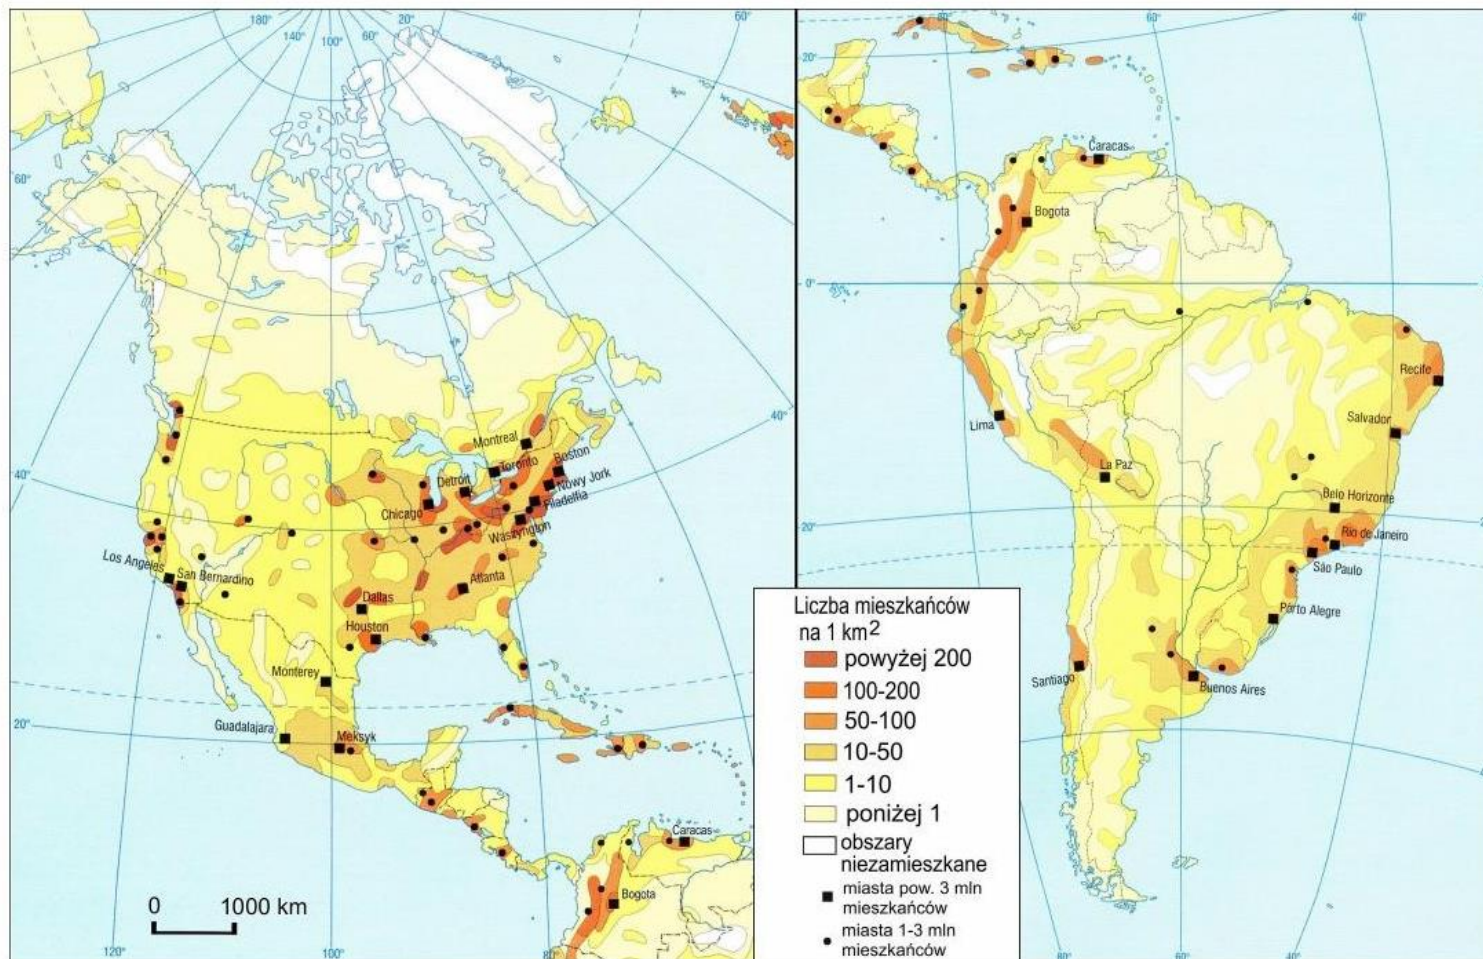 180°
140°
100°
20°
60°
60°
60°
40°
40°
20°
20°
120°
100°
80°
Montreal
Toronto
Boston
Detroit
Nowy Jork
Filadelfia
Chicago
Waszyngton
Los Angeles
San Bernardino
Atlanta
Dallas
Houston
Monterey
Guadalajara
Meksyk
Caracas
Bogota
0 1000 km
80°
60°
40°
20°
0°
20°
80°
60°
40°
Caracas
Bogota
Recife
Salvador
Lima
La Paz
Belo Horizonte
Rio de Janeiro
São Paulo
Porto Alegre
Santiago
Buenos Aires
Liczba mieszkańców
na 1 km2
powyżej 200
100-200
50-100
10-50
1-10
poniżej 1
obszary
niezamieszkane
miasta pow. 3 mln
mieszkańców
miasta 1-3 mln
mieszkańców